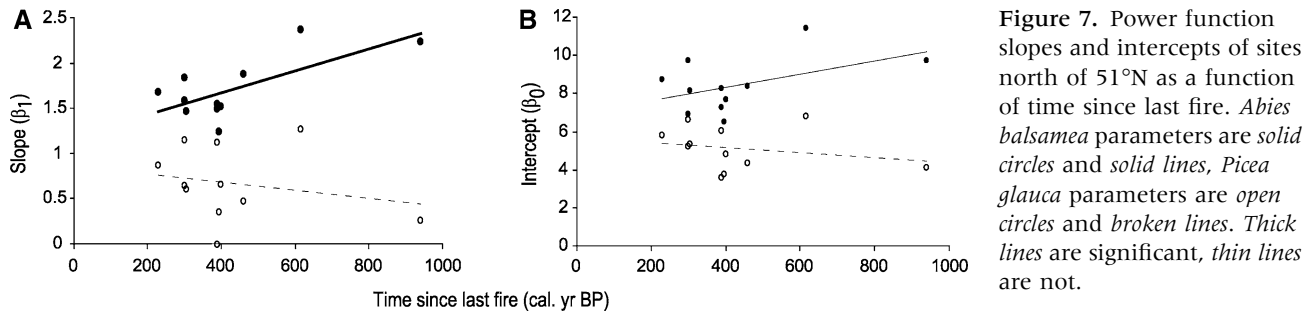 A
2.5
2
1.5
1
0.5
0
Slope (β1)
0 200 400 600 800 1000
B
12
10
8
6
4
2
0
Intercept (β0)
0 200 400 600 800 1000
Time since last fire (cal. yr BP)
Figure 7. Power function
slopes and intercepts of sites
north of 51°N as a function
of time since last fire. Abies
balsamea parameters are solid
circles and solid lines, Picea
glauca parameters are open
circles and broken lines. Thick
lines are significant, thin lines
are not.